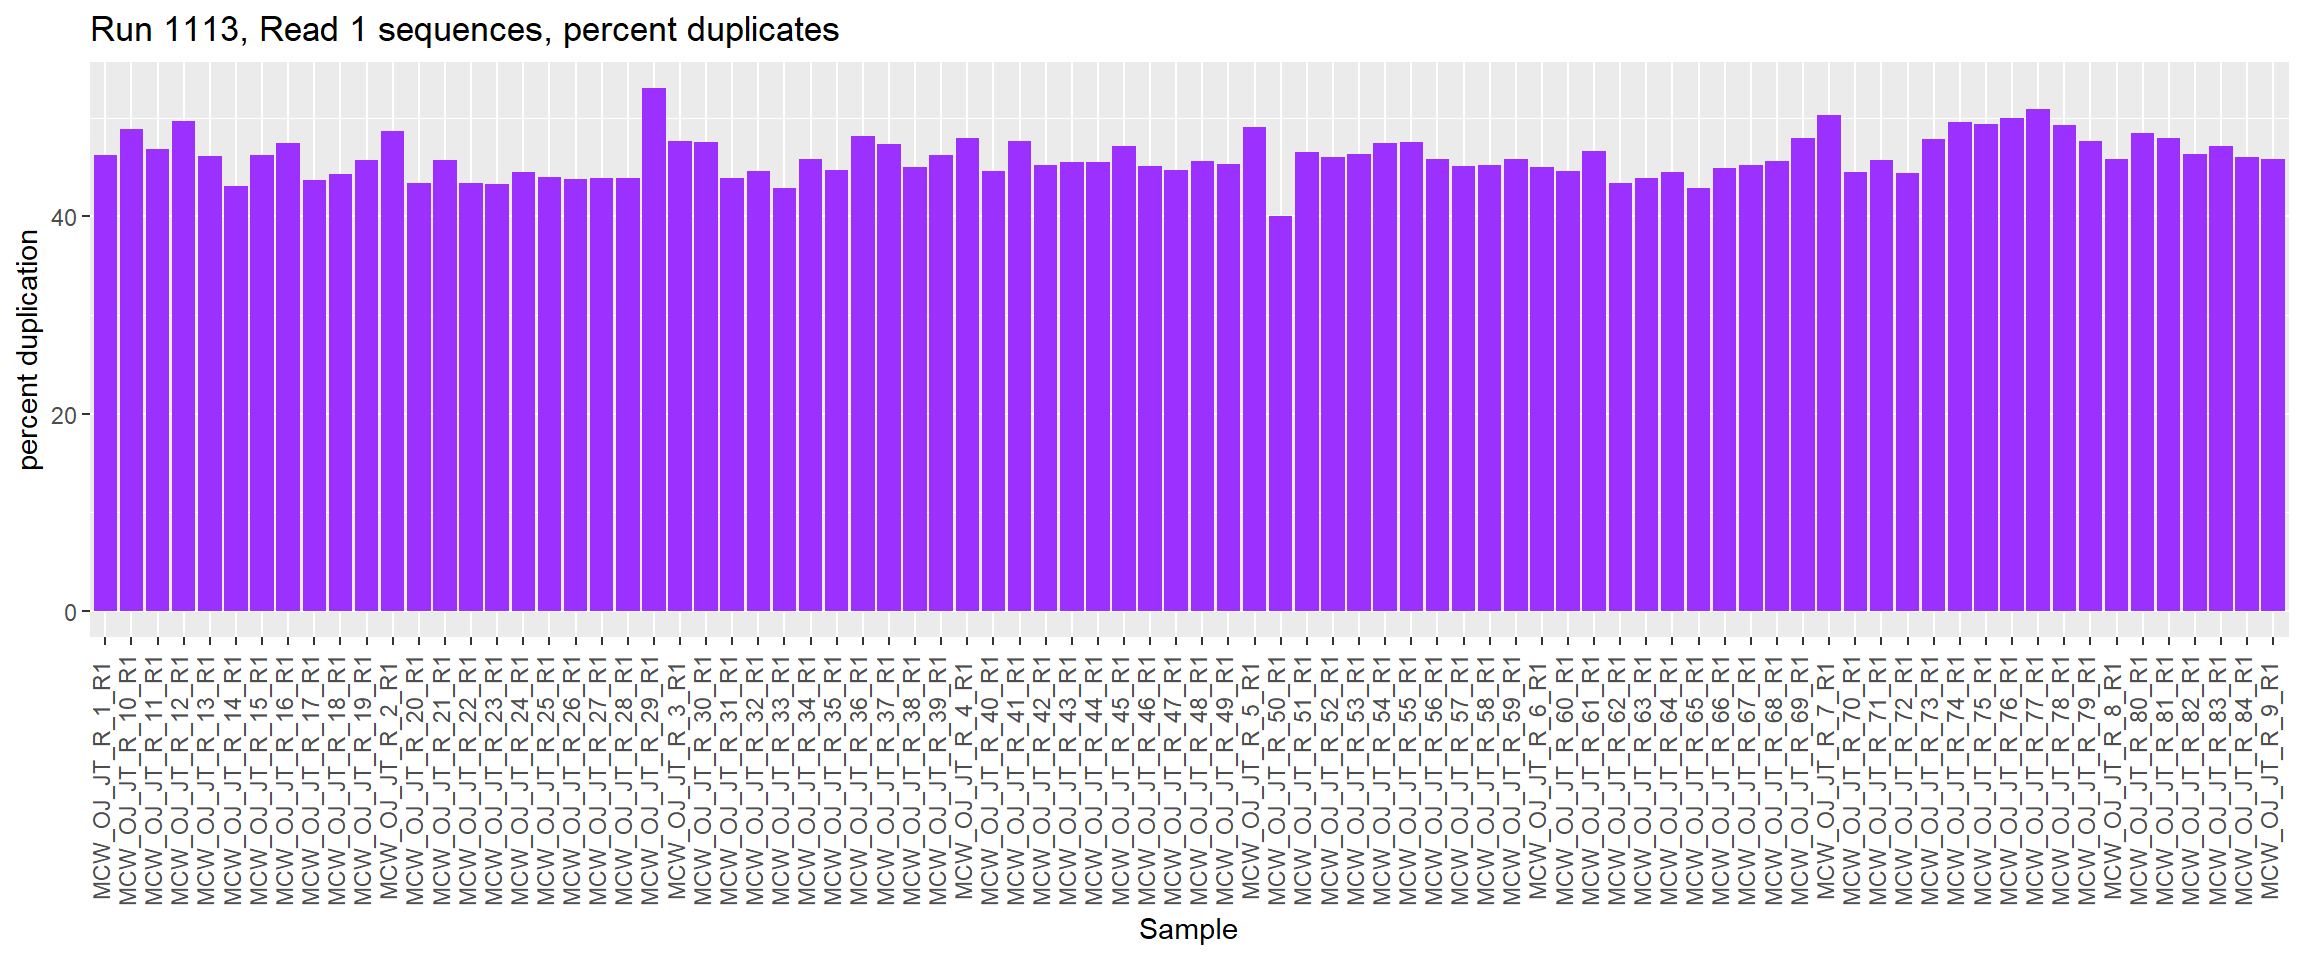 Run 1113, Read 1 sequences, percent duplicates
percent duplication
40
20
0
MCW_OJ_JT_R_1_R1
MCW_OJ_JT_R_10_R1
MCW_OJ_JT_R_11_R1
MCW_OJ_JT_R_12_R1
MCW_OJ_JT_R_13_R1
MCW_OJ_JT_R_14_R1
MCW_OJ_JT_R_15_R1
MCW_OJ_JT_R_16_R1
MCW_OJ_JT_R_17_R1
MCW_OJ_JT_R_18_R1
MCW_OJ_JT_R_19_R1
MCW_OJ_JT_R_2_R1
MCW_OJ_JT_R_20_R1
MCW_OJ_JT_R_21_R1
MCW_OJ_JT_R_22_R1
MCW_OJ_JT_R_23_R1
MCW_OJ_JT_R_24_R1
MCW_OJ_JT_R_25_R1
MCW_OJ_JT_R_26_R1
MCW_OJ_JT_R_27_R1
MCW_OJ_JT_R_28_R1
MCW_OJ_JT_R_29_R1
MCW_OJ_JT_R_3_R1
MCW_OJ_JT_R_30_R1
MCW_OJ_JT_R_31_R1
MCW_OJ_JT_R_32_R1
MCW_OJ_JT_R_33_R1
MCW_OJ_JT_R_34_R1
MCW_OJ_JT_R_35_R1
MCW_OJ_JT_R_36_R1
MCW_OJ_JT_R_37_R1
MCW_OJ_JT_R_38_R1
MCW_OJ_JT_R_39_R1
MCW_OJ_JT_R_4_R1
MCW_OJ_JT_R_40_R1
MCW_OJ_JT_R_41_R1
MCW_OJ_JT_R_42_R1
MCW_OJ_JT_R_43_R1
MCW_OJ_JT_R_44_R1
MCW_OJ_JT_R_45_R1
MCW_OJ_JT_R_46_R1
MCW_OJ_JT_R_47_R1
MCW_OJ_JT_R_48_R1
MCW_OJ_JT_R_49_R1
MCW_OJ_JT_R_5_R1
MCW_OJ_JT_R_50_R1
MCW_OJ_JT_R_51_R1
MCW_OJ_JT_R_52_R1
MCW_OJ_JT_R_53_R1
MCW_OJ_JT_R_54_R1
MCW_OJ_JT_R_55_R1
MCW_OJ_JT_R_56_R1
MCW_OJ_JT_R_57_R1
MCW_OJ_JT_R_58_R1
MCW_OJ_JT_R_59_R1
MCW_OJ_JT_R_6_R1
MCW_OJ_JT_R_60_R1
MCW_OJ_JT_R_61_R1
MCW_OJ_JT_R_62_R1
MCW_OJ_JT_R_63_R1
MCW_OJ_JT_R_64_R1
MCW_OJ_JT_R_65_R1
MCW_OJ_JT_R_66_R1
MCW_OJ_JT_R_67_R1
MCW_OJ_JT_R_68_R1
MCW_OJ_JT_R_69_R1
MCW_OJ_JT_R_7_R1
MCW_OJ_JT_R_70_R1
MCW_OJ_JT_R_71_R1
MCW_OJ_JT_R_72_R1
MCW_OJ_JT_R_73_R1
MCW_OJ_JT_R_74_R1
MCW_OJ_JT_R_75_R1
MCW_OJ_JT_R_76_R1
MCW_OJ_JT_R_77_R1
MCW_OJ_JT_R_78_R1
MCW_OJ_JT_R_79_R1
MCW_OJ_JT_R_8_R1
MCW_OJ_JT_R_80_R1
MCW_OJ_JT_R_81_R1
MCW_OJ_JT_R_82_R1
MCW_OJ_JT_R_83_R1
MCW_OJ_JT_R_84_R1
MCW_OJ_JT_R_9_R1
Sample